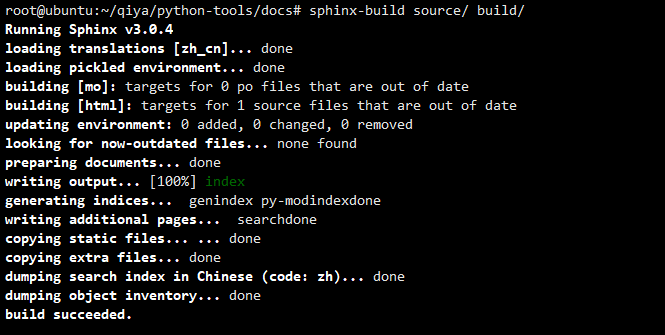 root@ubuntu:~/qiya/python-tools/docs# sphinx-build source/ build/
Running Sphinx v3.0.4
loading translations [zh_cn]... done
loading pickled environment... done
building [mo]: targets for 0 po files that are out of date
building [html]: targets for 1 source files that are out of date
updating environment: 0 added, 0 changed, 0 removed
looking for now-outdated files... none found
preparing documents... done
writing output... [100%] index
generating indices...  genindex py-modindexdone
writing additional pages...  searchdone
copying static files... ... done
copying extra files... done
dumping search index in Chinese (code: zh)... done
dumping object inventory... done
build succeeded.